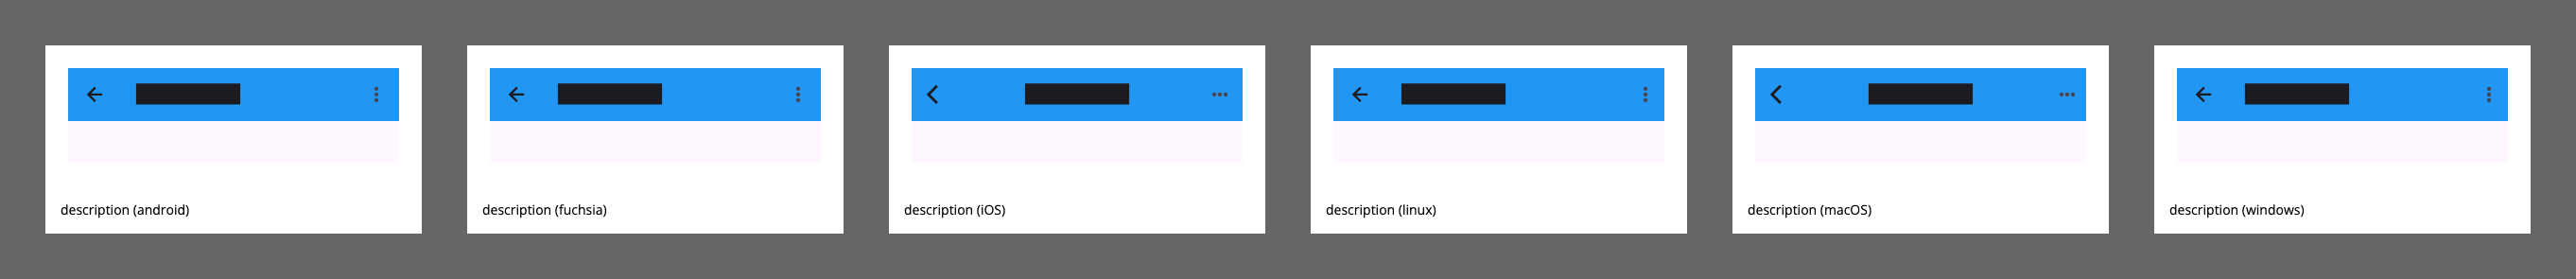 description (android)
description (fuchsia)
description (iOS)
description (linux)
description (macOS)
description (windows)